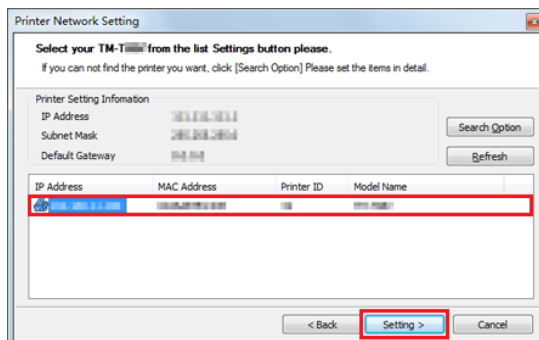 Printer Network Setting
Select your TM-T from the list Settings button please.
If you can not find the printer you want, click [Search Option] Please set the items in detail.
Printer Setting Infomation
IP Address
Subnet Mask
Default Gateway
Search Option
Refresh
IP Address MAC Address Printer ID Model Name
< Back Setting > Cancel